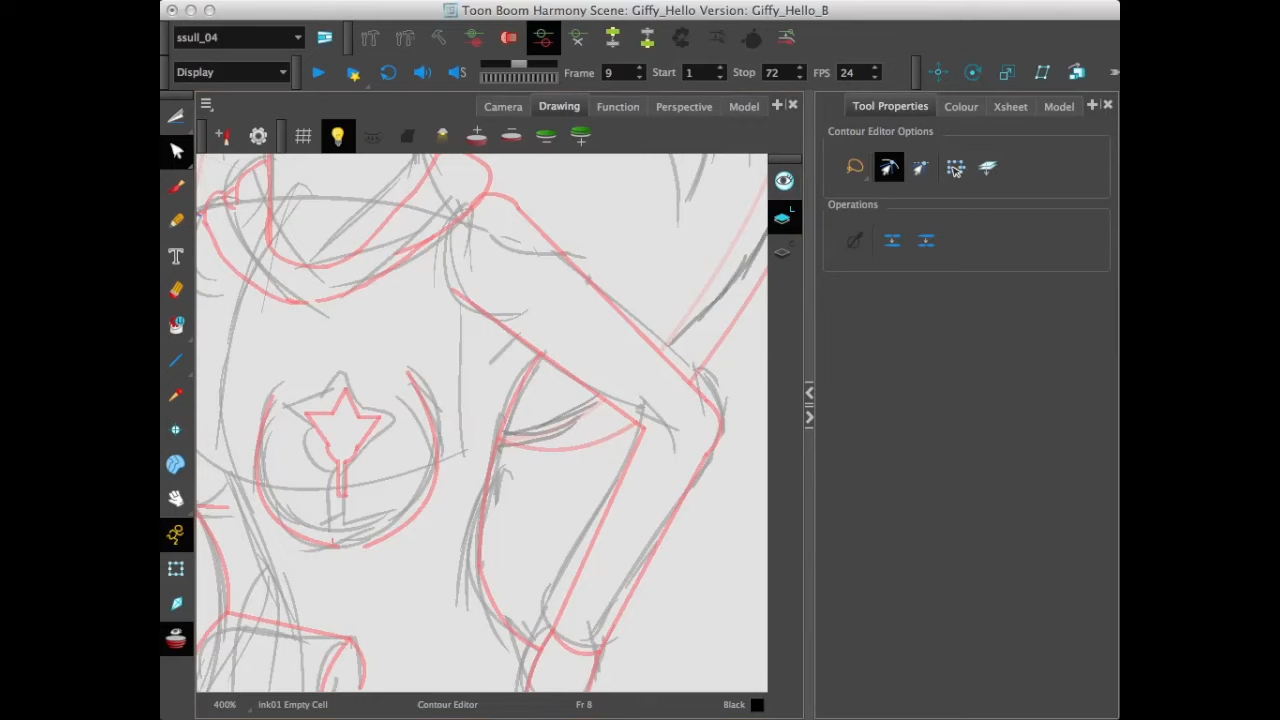 Toon Boom Harmony Scene: Giffy_Hello Version: Giffy_Hello_B
ssull_04
Display
Frame 9 Start 1 Stop 72 FPS 24
Camera Drawing Function Perspective Model
Tool Properties Colour Xsheet Model
Contour Editor Options
Operations
400% ink01 Empty Cell Contour Editor Fr 8 Black